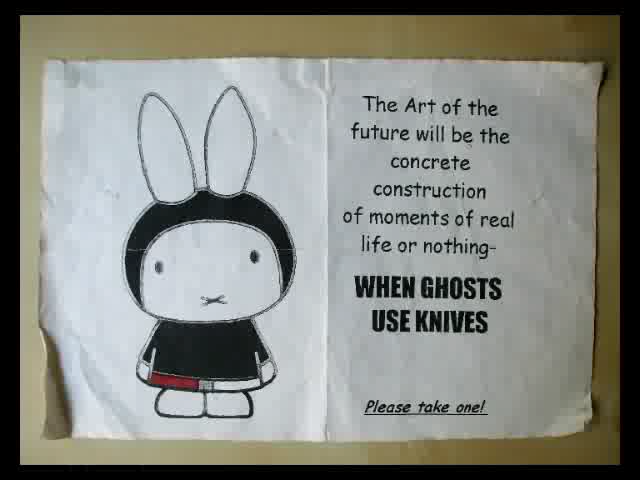 The Art of the
future will be the
concrete
construction
of moments of real
life or nothing-
WHEN GHOSTS
USE KNIVES
Please take one!